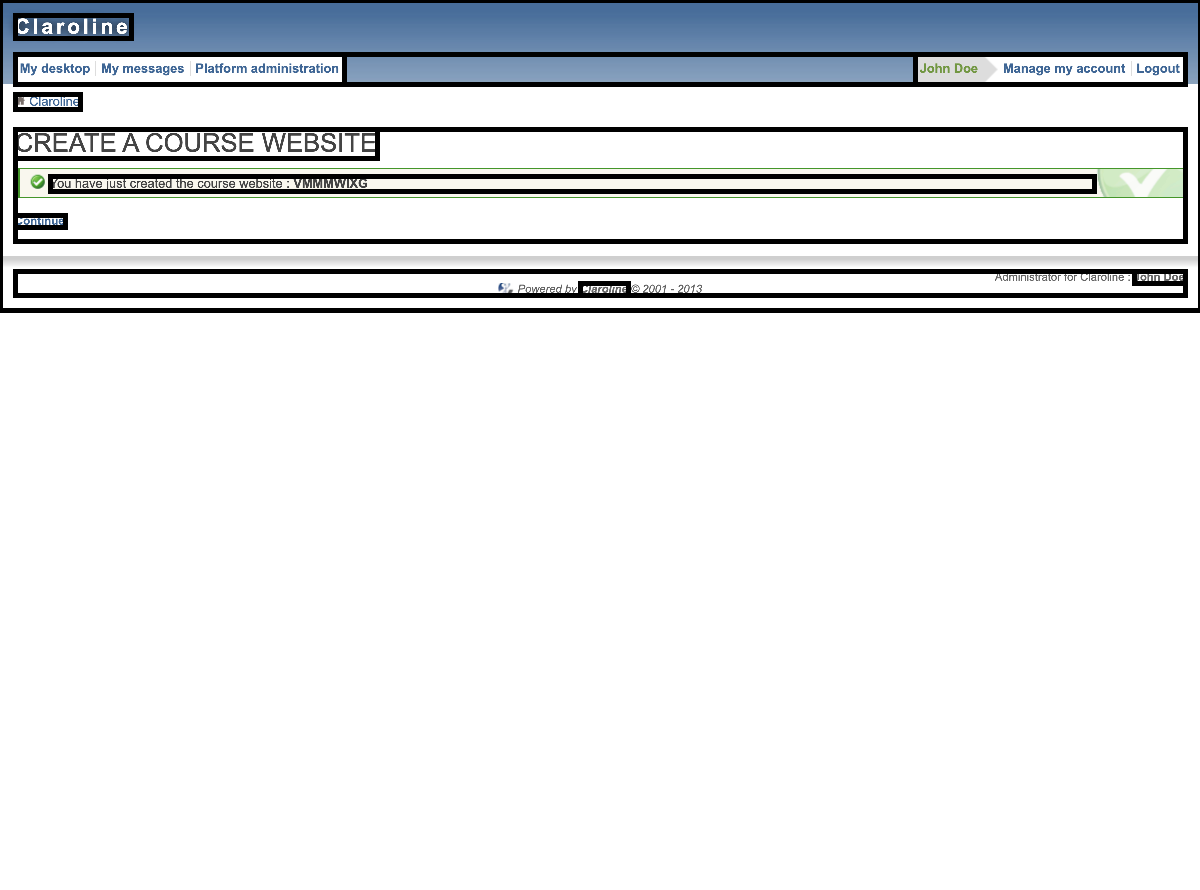 Claroline
My desktop My messages Platform administration John Doe Manage my account Logout
Claroline
CREATE A COURSE WEBSITE
You have just created the course website : VMMMWIXG
Continue
Administrator for Claroline : John Doe
Powered by Claroline © 2001 - 2013